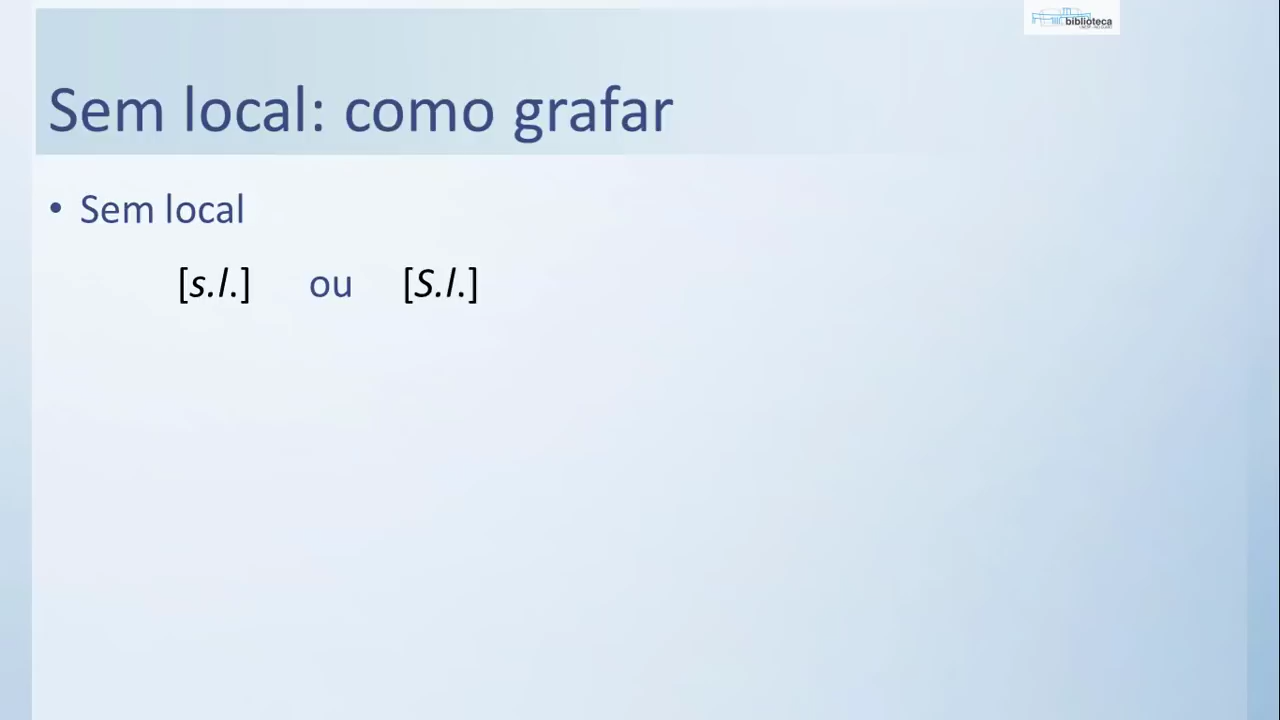 biblioteca
Sem local: como grafar
• Sem local
[s.l.] ou [S.l.]